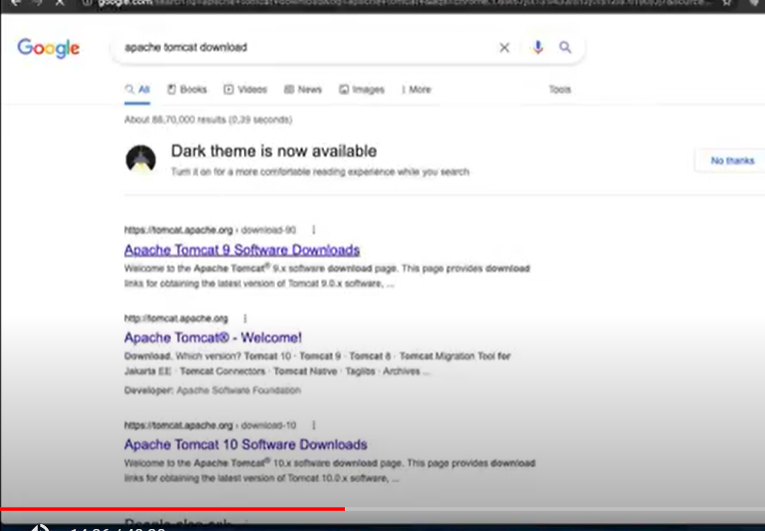 google.com
Google
apache tomcat download
All Books Videos News Images More Tools
About 86,70,000 results (0.39 seconds)
Dark theme is now available
Turn it on for a more comfortable reading experience while you search
No thanks
https://tomcat.apache.org › download-90
Apache Tomcat 9 Software Downloads
Welcome to the Apache Tomcat® 9.x software download page. This page provides download
links for obtaining the latest version of Tomcat 9.0.x software, ...
http://tomcat.apache.org
Apache Tomcat® - Welcome!
Download. Which version? Tomcat 10 · Tomcat 9 · Tomcat 8 · Tomcat Migration Tool for
Jakarta EE · Tomcat Connectors · Tomcat Native · Taglibs · Archives ...
Developer: Apache Software Foundation
https://tomcat.apache.org › download-10
Apache Tomcat 10 Software Downloads
Welcome to the Apache Tomcat® 10.x software download page. This page provides download
links for obtaining the latest version of Tomcat 10.0.x software, ...
People also ask